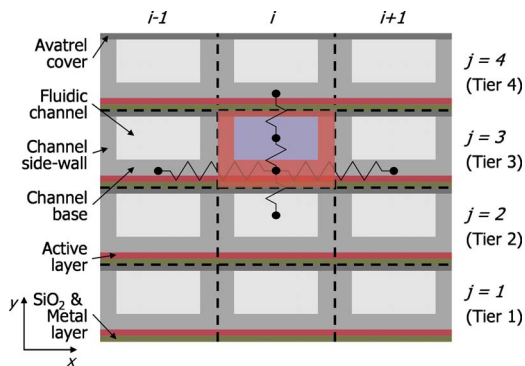 i-1 i i+1
Avatrel
cover
Fluidic
channel
Channel
side-wall
Channel
base
Active
layer
SiO2 &
Metal
layer
j = 4
(Tier 4)
j = 3
(Tier 3)
j = 2
(Tier 2)
j = 1
(Tier 1)
y
x